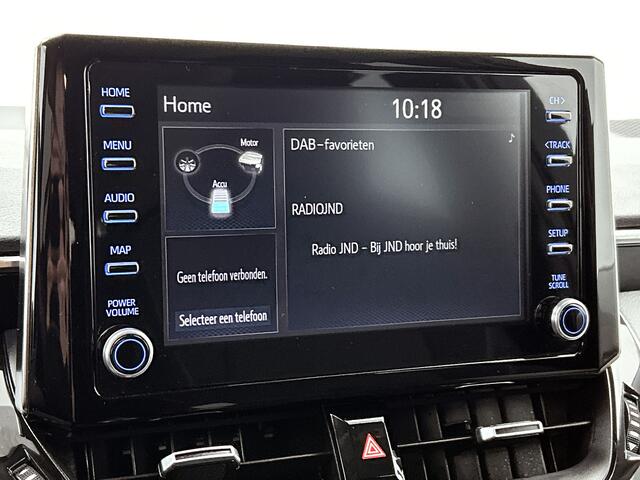 HOME
MENU
AUDIO
MAP
POWER
VOLUME
Home
10:18
Motor
Accu
Geen telefoon verbonden.
Selecteer een telefoon
DAB-favorieten
RADIOJND
Radio JND - Bij JND hoor je thuis!
CH>
<TRACK
PHONE
SETUP
TUNE
SCROLL